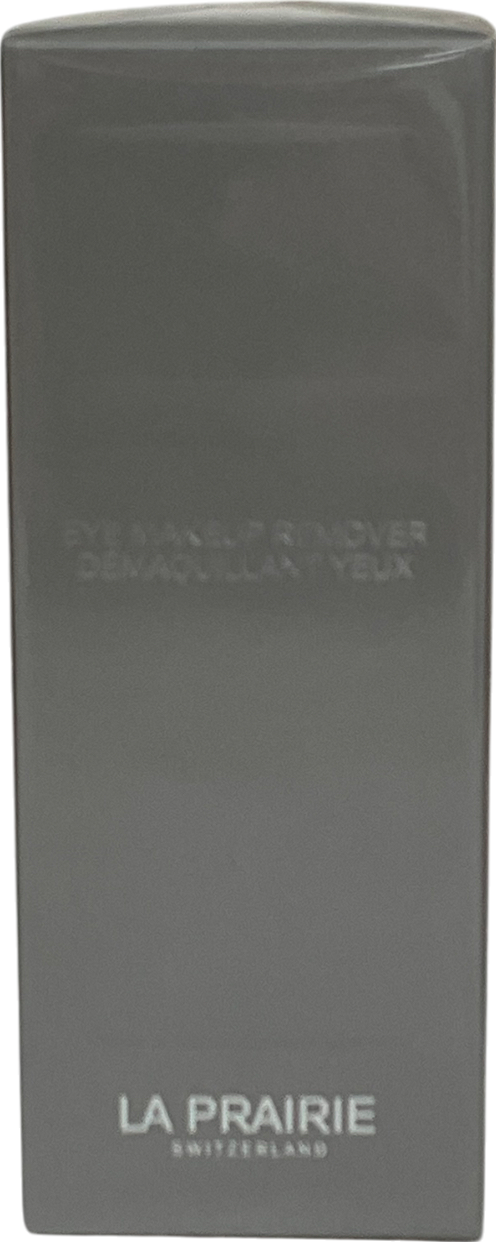 EYE MAKEUP REMOVER
DÉMAQUILLANT YEUX
LA PRAIRIE
SWITZERLAND